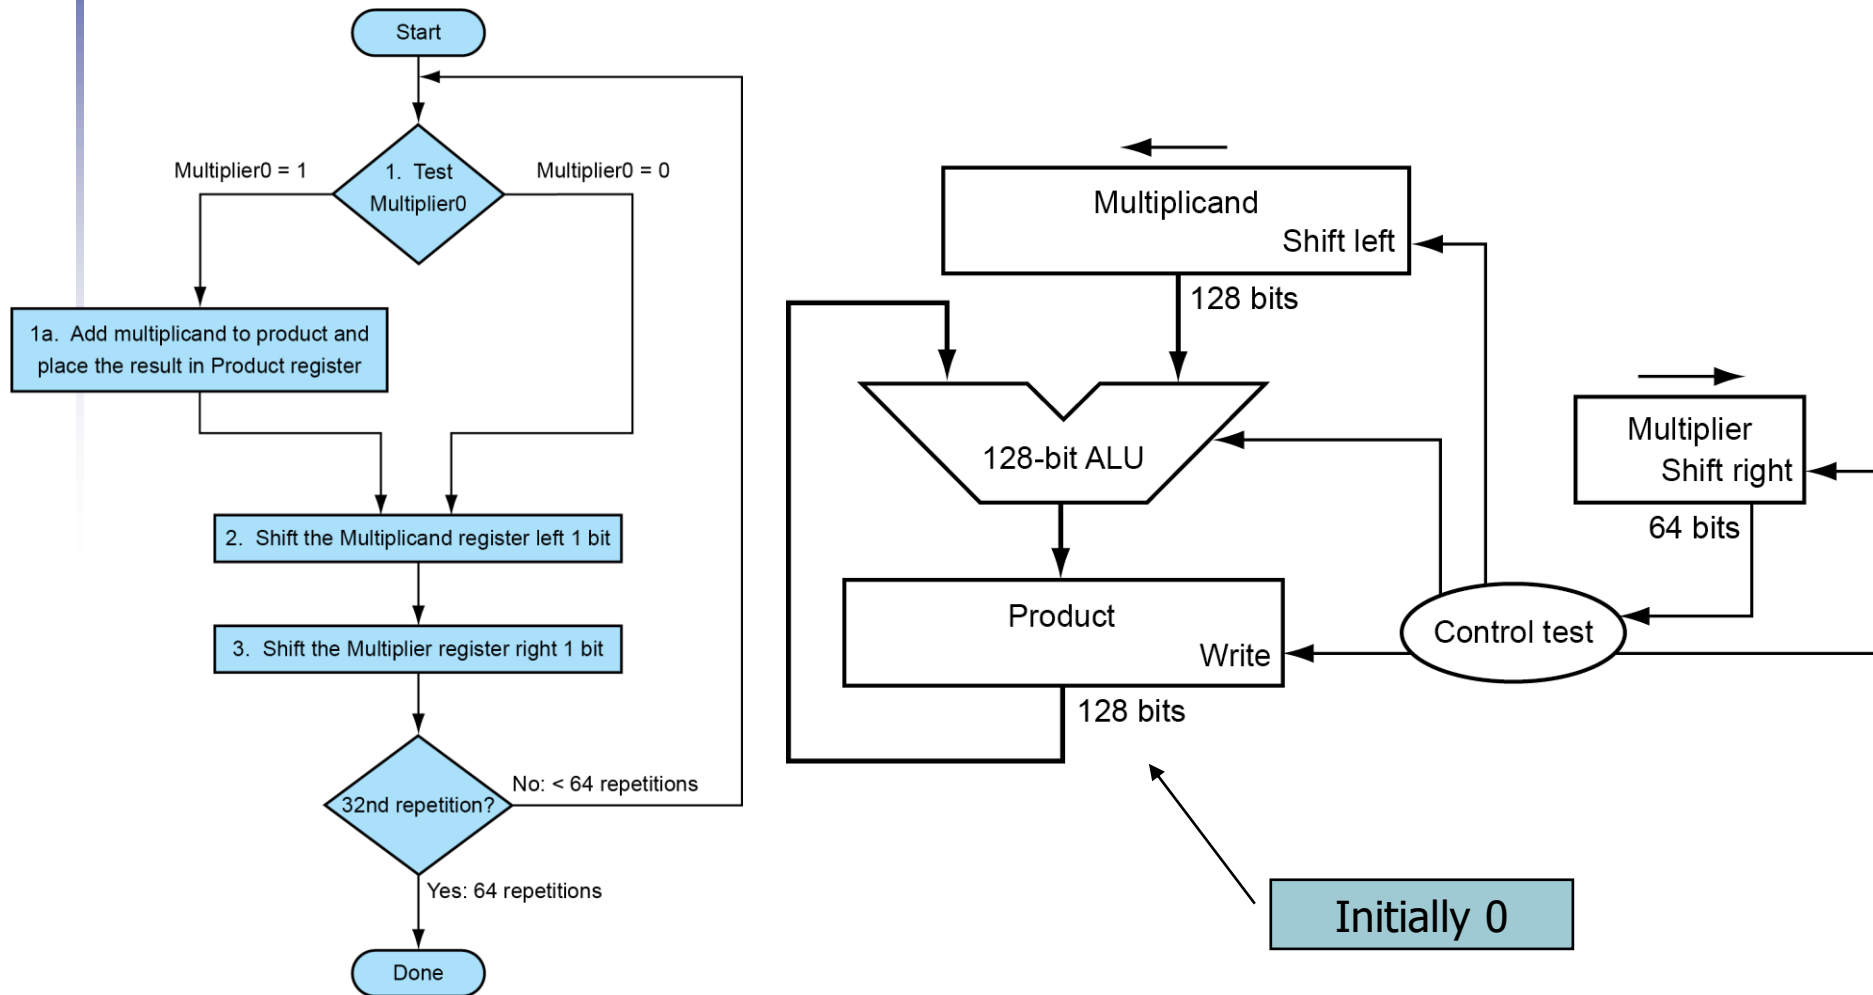 Start
Multiplier0 = 1
1. Test
Multiplier0
Multiplier0 = 0
1a. Add multiplicand to product and
place the result in Product register
2. Shift the Multiplicand register left 1 bit
3. Shift the Multiplier register right 1 bit
32nd repetition?
No: < 64 repetitions
Yes: 64 repetitions
Done
Multiplicand
Shift left
128 bits
128-bit ALU
Multiplier
Shift right
64 bits
Product
Write
Control test
128 bits
Initially 0